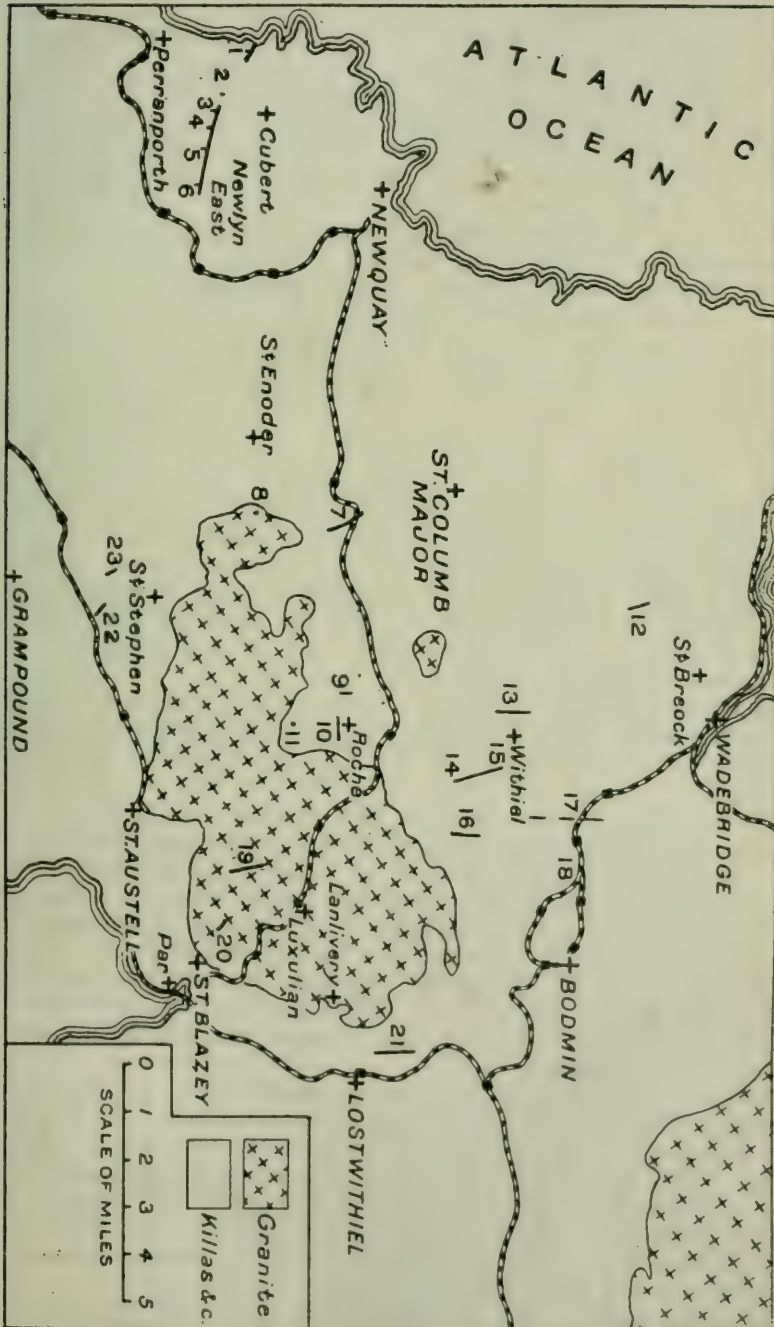 ATLANTIC
OCEAN
WADEBRIDGE
St Breock
12
ST. COLUMB
MAJOR
13
Withiel
15
14
16
17
18
BODMIN
NEWQUAY
Cubert
Newlyn
East
1
2
3
4
5
6
Perranporth
St Enoder
7
8
9
Roche
10
11
Lanlivery
Luxulian
19
20
21
LOSTWITHIEL
St Stephen
23
22
GRAMPOUND
ST. AUSTELL
Par
ST. BLAZEY
Granite
Killas &c.
0 1 2 3 4 5
SCALE OF MILES